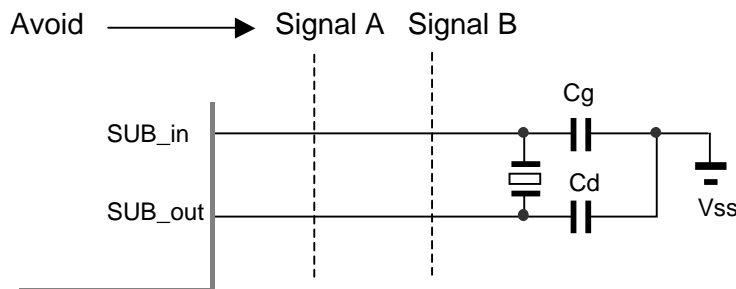 Avoid Signal A Signal B
Cg
SUB_in
Cd
SUB_out
Vss